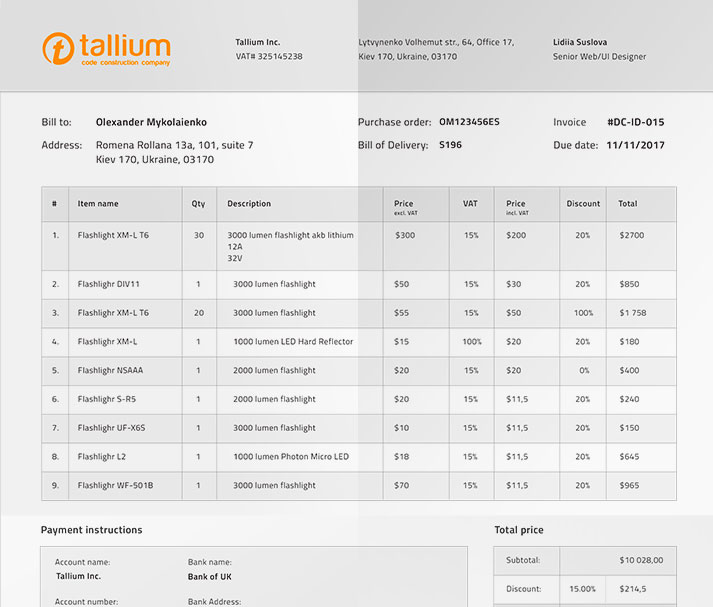 tallium
code construction company
Tallium Inc.
VAT# 325145238
Lytvynenko Volhemut str., 64, Office 17,
Kiev 170, Ukraine, 03170
Lidiia Suslova
Senior Web/UI Designer
Bill to: Olexander Mykolaienko
Address: Romena Rollana 13a, 101, suite 7
Kiev 170, Ukraine, 03170
Purchase order: OM123456ES
Bill of Delivery: S196
Invoice #DC-ID-015
Due date: 11/11/2017
# Item name Qty Description Price excl. VAT VAT Price incl. VAT Discount Total
1. Flashlight XM-L T6 30 3000 lumen flashlight akb lithium $300 15% $200 20% $2700
12A
32V
2. Flashlighr DIV11 1 3000 lumen flashlight $50 15% $30 20% $850
3. Flashlighr XM-L T6 20 3000 lumen flashlight $55 15% $50 100% $1 758
4. Flashlighr XM-L 1 1000 lumen LED Hard Reflector $15 100% $20 20% $180
5. Flashlighr NSAAA 1 2000 lumen flashlight $20 15% $20 0% $400
6. Flashlighr S-R5 1 2000 lumen flashlight $20 15% $11,5 20% $240
7. Flashlighr UF-X6S 1 3000 lumen flashlight $10 15% $11,5 20% $150
8. Flashlighr L2 1 1000 lumen Photon Micro LED $18 15% $11,5 20% $645
9. Flashlighr WF-501B 1 3000 lumen flashlight $70 15% $11,5 20% $965
Payment instructions
Account name: Bank name:
Tallium Inc. Bank of UK
Account number: Bank Address:
Total price
Subtotal: $10 028,00
Discount: 15.00% $214,5